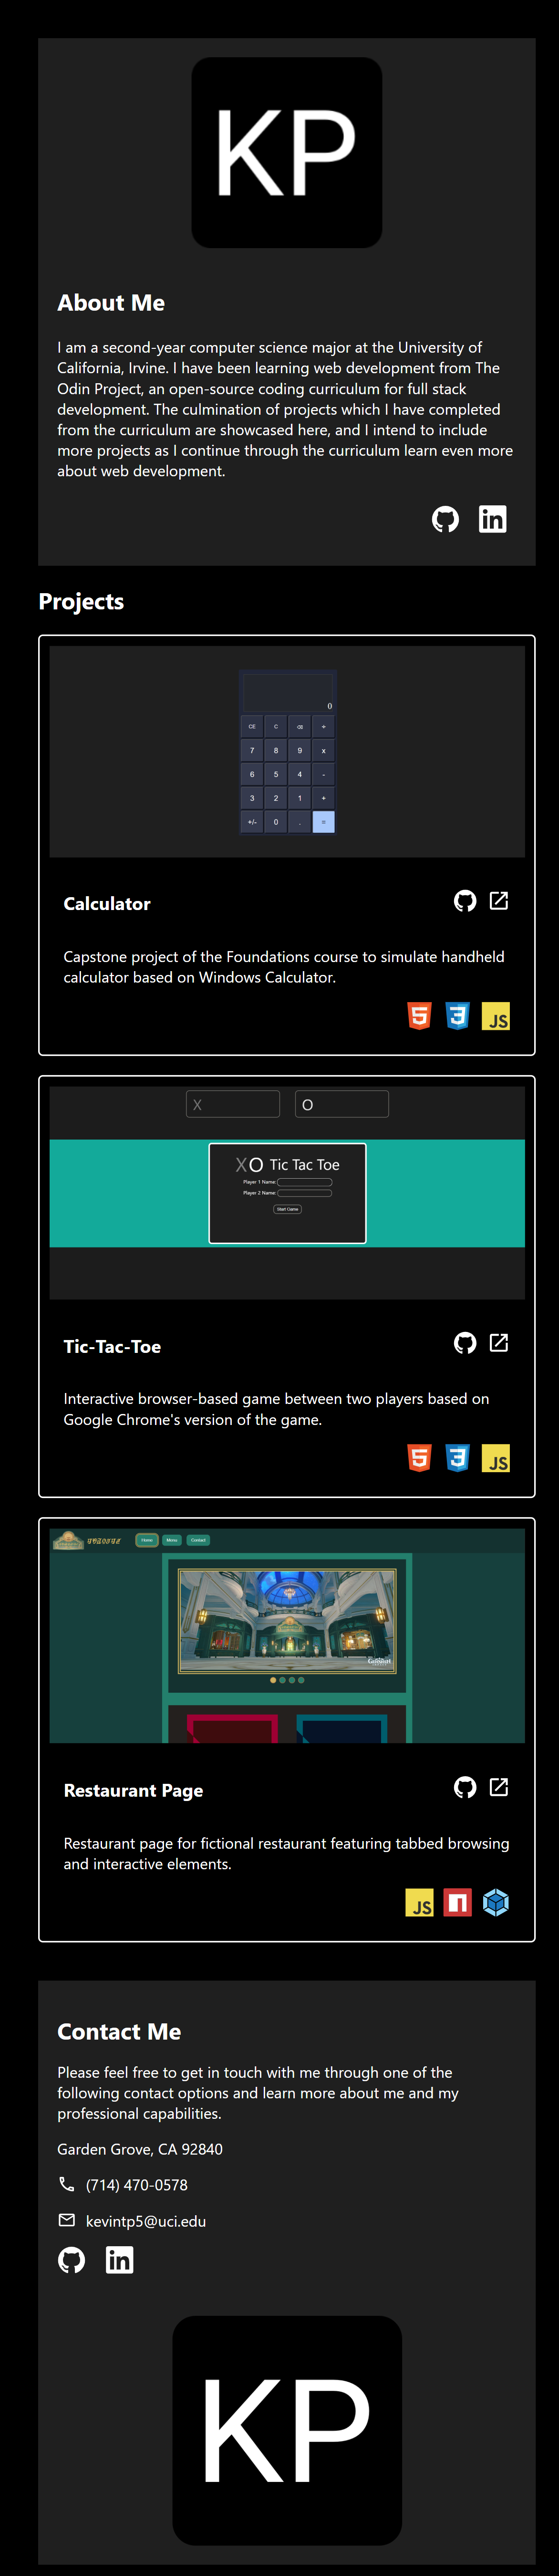 KP
About Me
I am a second-year computer science major at the University of
California, Irvine. I have been learning web development from The
Odin Project, an open-source coding curriculum for full stack
development. The culmination of projects which I have completed
from the curriculum are showcased here, and I intend to include
more projects as I continue through the curriculum learn even more
about web development.
in
Projects
0
CE C ⌫ ÷
7 8 9 x
6 5 4 -
3 2 1 +
+/- 0 . =
Calculator
Capstone project of the Foundations course to simulate handheld
calculator based on Windows Calculator.
5 3 JS
X O
XO Tic Tac Toe
Player 1 Name:
Player 2 Name:
Start Game
Tic-Tac-Toe
Interactive browser-based game between two players based on
Google Chrome's version of the game.
5 3 JS
Home Menu Contact
Restaurant Page
Restaurant page for fictional restaurant featuring tabbed browsing
and interactive elements.
JS n
Contact Me
Please feel free to get in touch with me through one of the
following contact options and learn more about me and my
professional capabilities.
Garden Grove, CA 92840
(714) 470-0578
kevintp5@uci.edu
in
KP